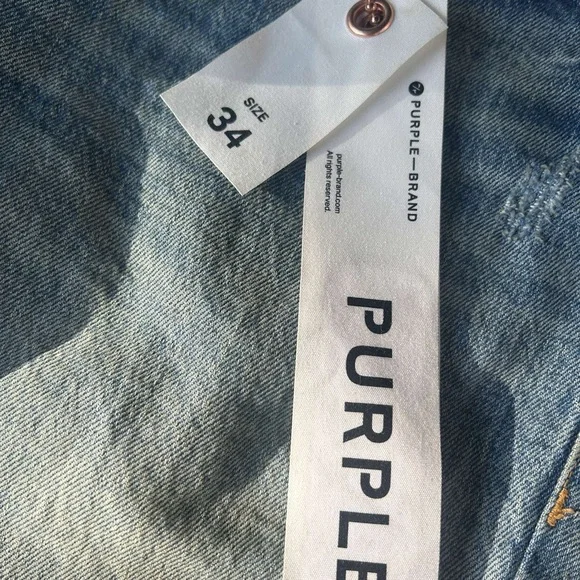 SIZE
34
PURPLE—BRAND
purple-brand.com
All rights reserved.
PURPLE